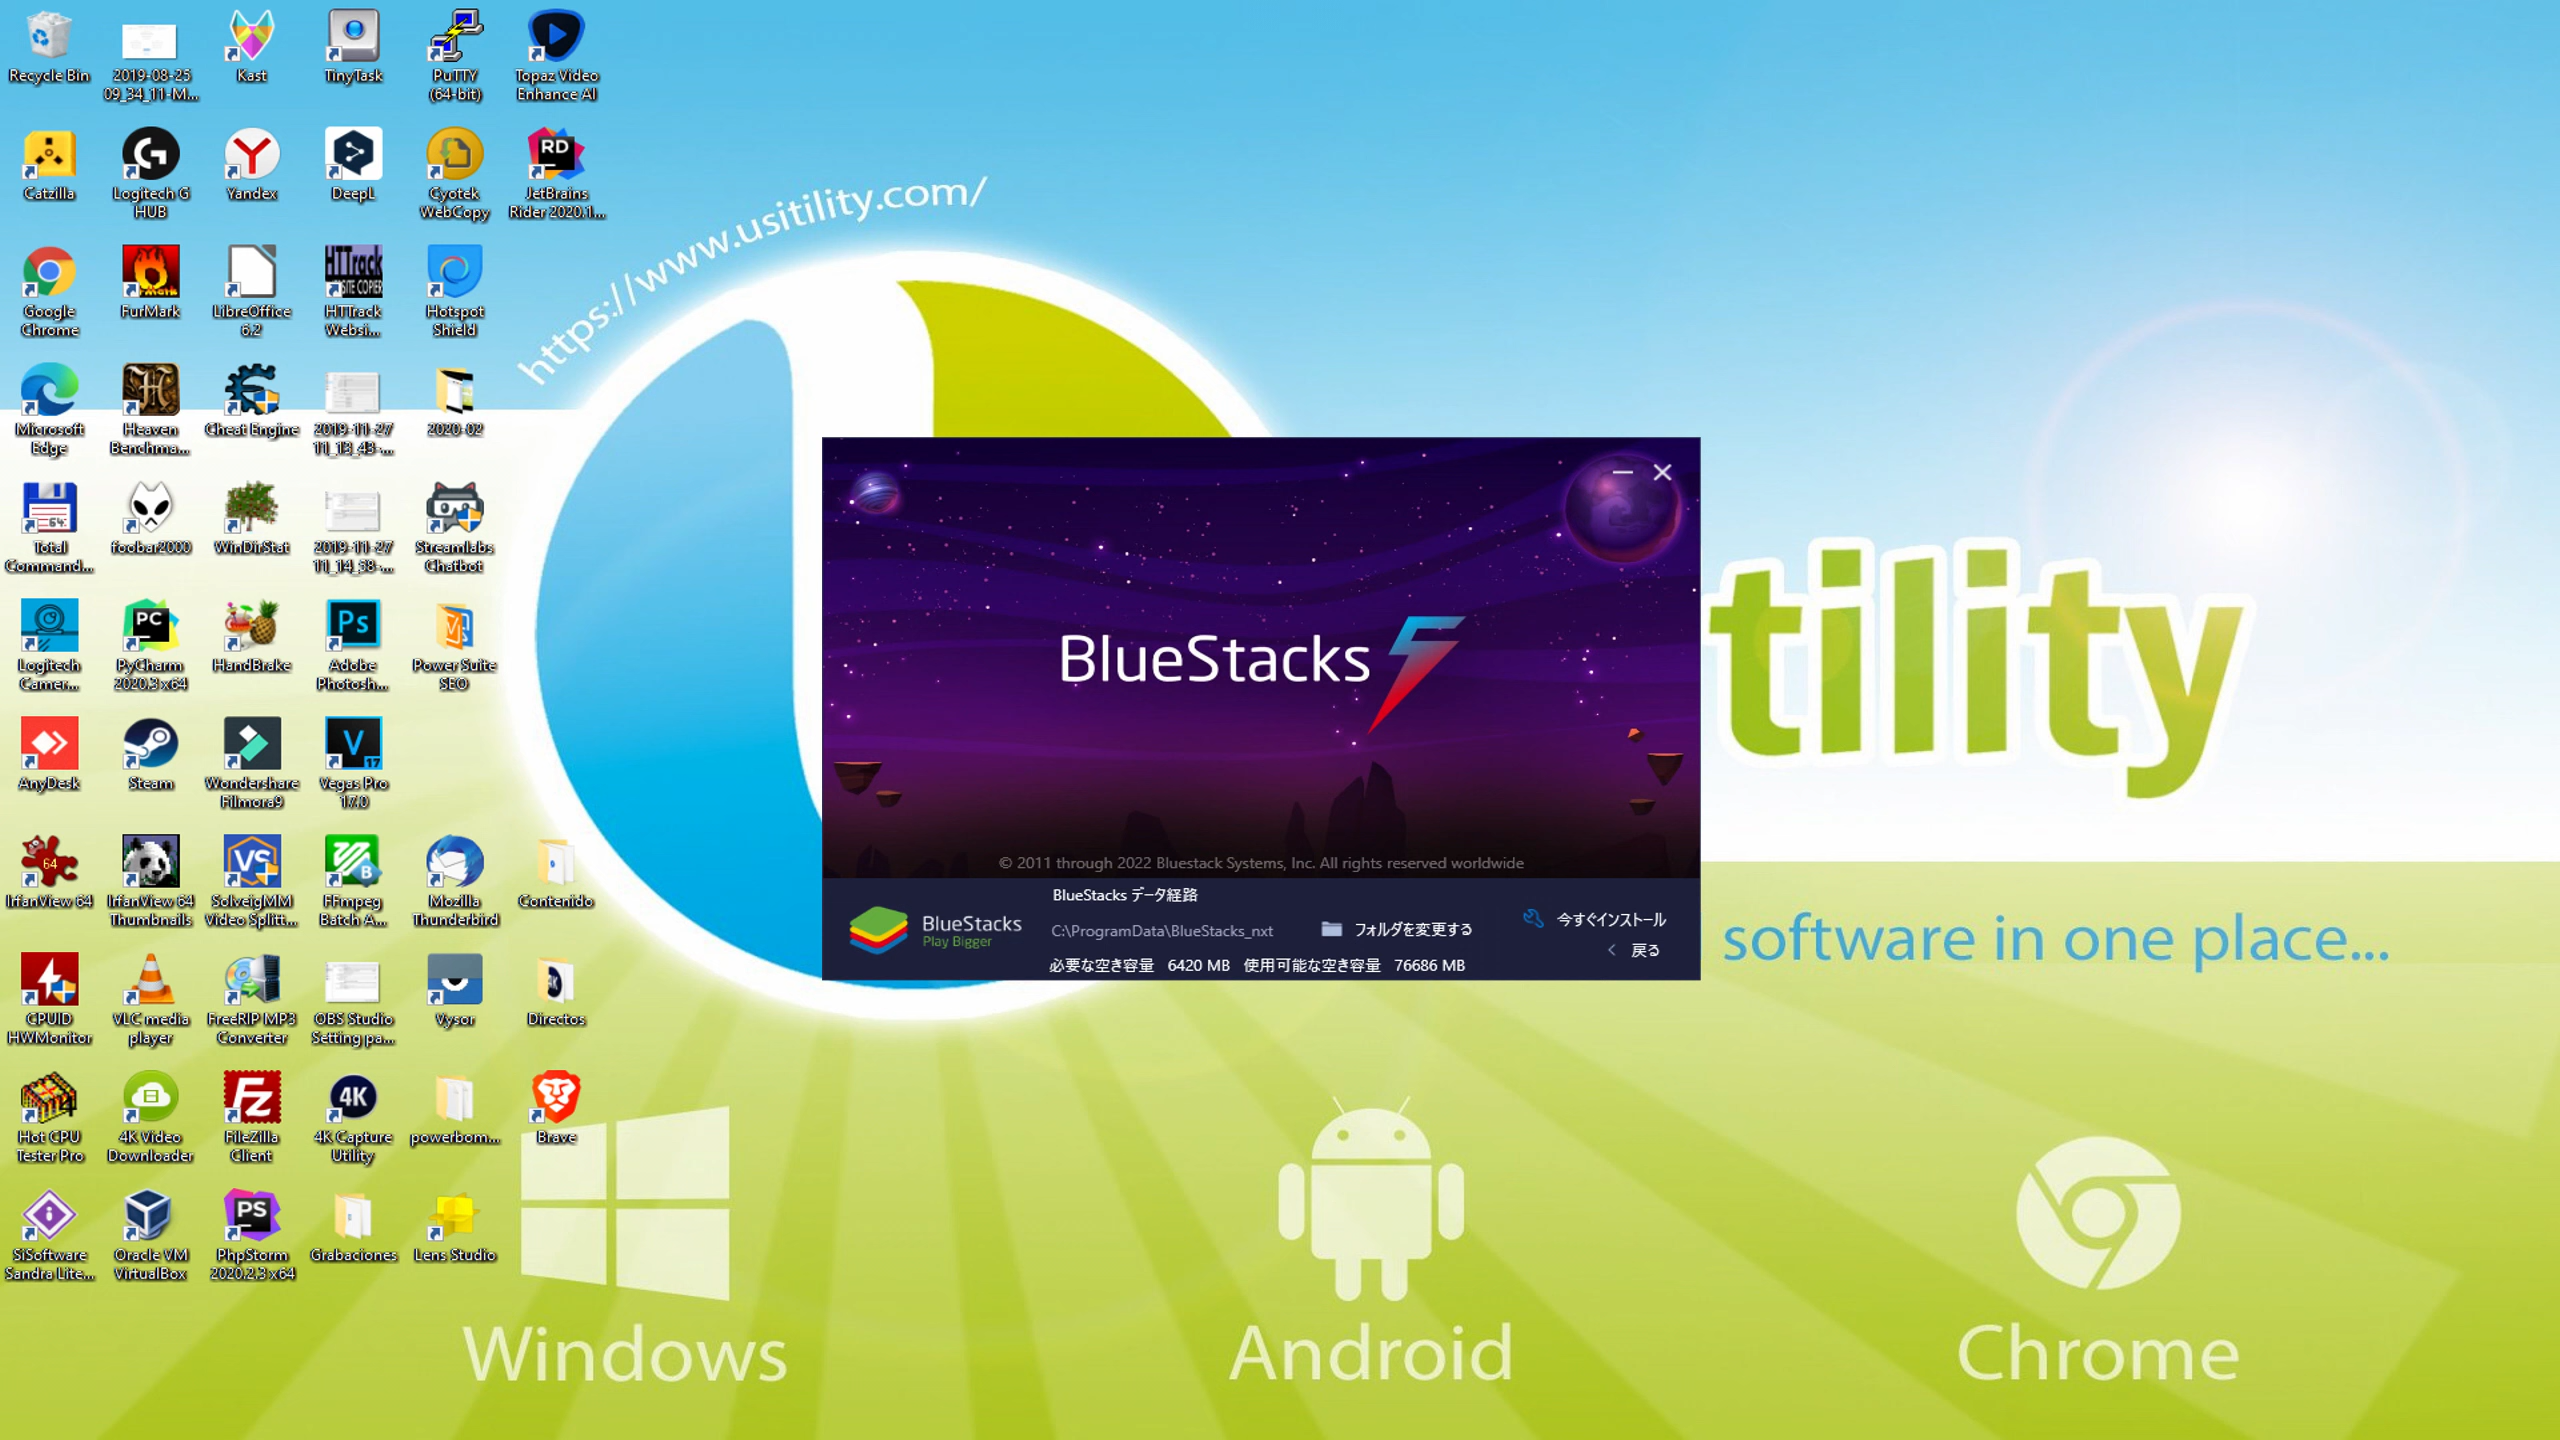 Recycle Bin
2019-08-25
09_34_11-M...
Kast
TinyTask
PuTTY
(64-bit)
Topaz Video
Enhance AI
Catzilla
Logitech G
HUB
Yandex
DeepL
Cyotek
WebCopy
JetBrains
Rider 2020.1...
Google
Chrome
FurMark
LibreOffice
6.2
HTTrack
Websi...
Hotspot
Shield
Microsoft
Edge
Heaven
Benchma...
Cheat Engine
2019-11-27
11_13_43-...
2020-02
Total
Command...
foobar2000
WinDirStat
2019-11-27
11_14_38-...
Streamlabs
Chatbot
Logitech
Camer...
PyCharm
2020.3 x64
HandBrake
Adobe
Photosh...
Power Suite
SEO
AnyDesk
Steam
Wondershare
Filmora9
Vegas Pro
17.0
IrfanView 64
IrfanView 64
Thumbnails
SolveigMM
Video Splitt...
FFmpeg
Batch A...
Mozilla
Thunderbird
Contenido
CPUID
HWMonitor
VLC media
player
FreeRIP MP3
Converter
OBS Studio
Setting pa...
Vysor
Directos
Hot CPU
Tester Pro
4K Video
Downloader
FileZilla
Client
4K Capture
Utility
powerbom...
Brave
SiSoftware
Sandra Lite...
Oracle VM
VirtualBox
PhpStorm
2020.2.3 x64
Grabaciones
Lens Studio
https://www.usitility.com/
BlueStacks 5
© 2011 through 2022 Bluestack Systems, Inc. All rights reserved worldwide
BlueStacks
Play Bigger
BlueStacks データ経路
C:\ProgramData\BlueStacks_nxt
フォルダを変更する
必要な空き容量 6420 MB 使用可能な空き容量 76686 MB
今すぐインストール
戻る
tility
software in one place...
Windows
Android
Chrome